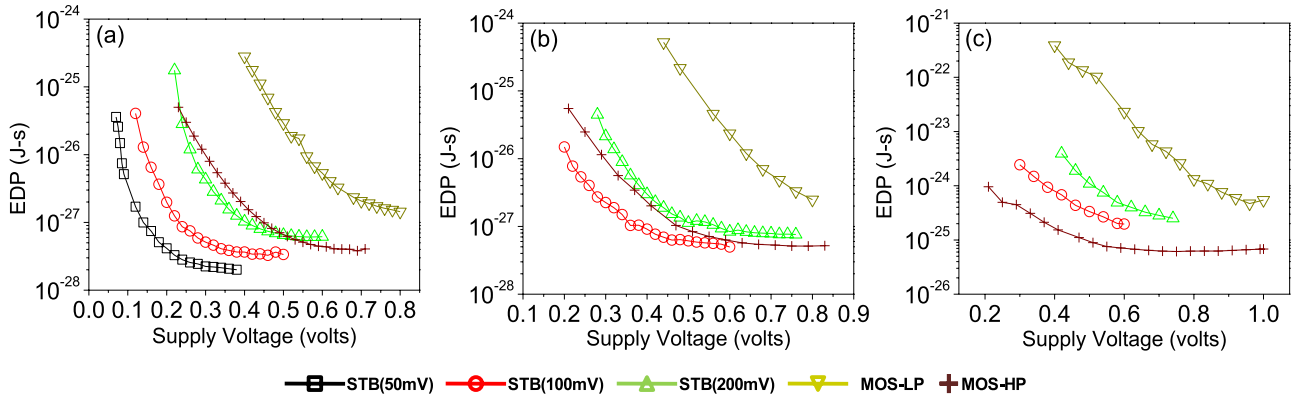 (a)
EDP (J-s)
10^-24
10^-25
10^-26
10^-27
10^-28
0.0 0.1 0.2 0.3 0.4 0.5 0.6 0.7 0.8
Supply Voltage (volts)
(b)
EDP (J-s)
10^-24
10^-25
10^-26
10^-27
10^-28
0.1 0.2 0.3 0.4 0.5 0.6 0.7 0.8 0.9
Supply Voltage (volts)
(c)
EDP (J-s)
10^-21
10^-22
10^-23
10^-24
10^-25
10^-26
0.2 0.4 0.6 0.8 1.0
Supply Voltage (volts)
STB(50mV) STB(100mV) STB(200mV) MOS-LP MOS-HP